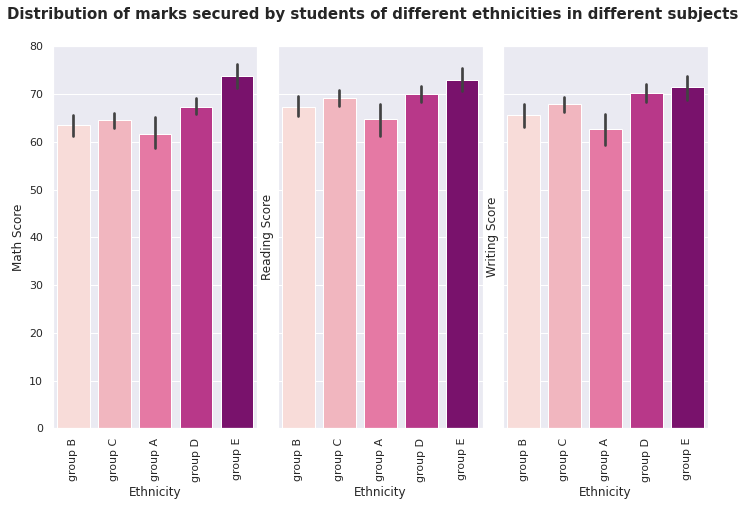 Distribution of marks secured by students of different ethnicities in different subjects
80
70
60
50
40
30
20
10
0
Math Score
group B
group C
group A
group D
group E
Ethnicity
Reading Score
group B
group C
group A
group D
group E
Ethnicity
Writing Score
group B
group C
group A
group D
group E
Ethnicity